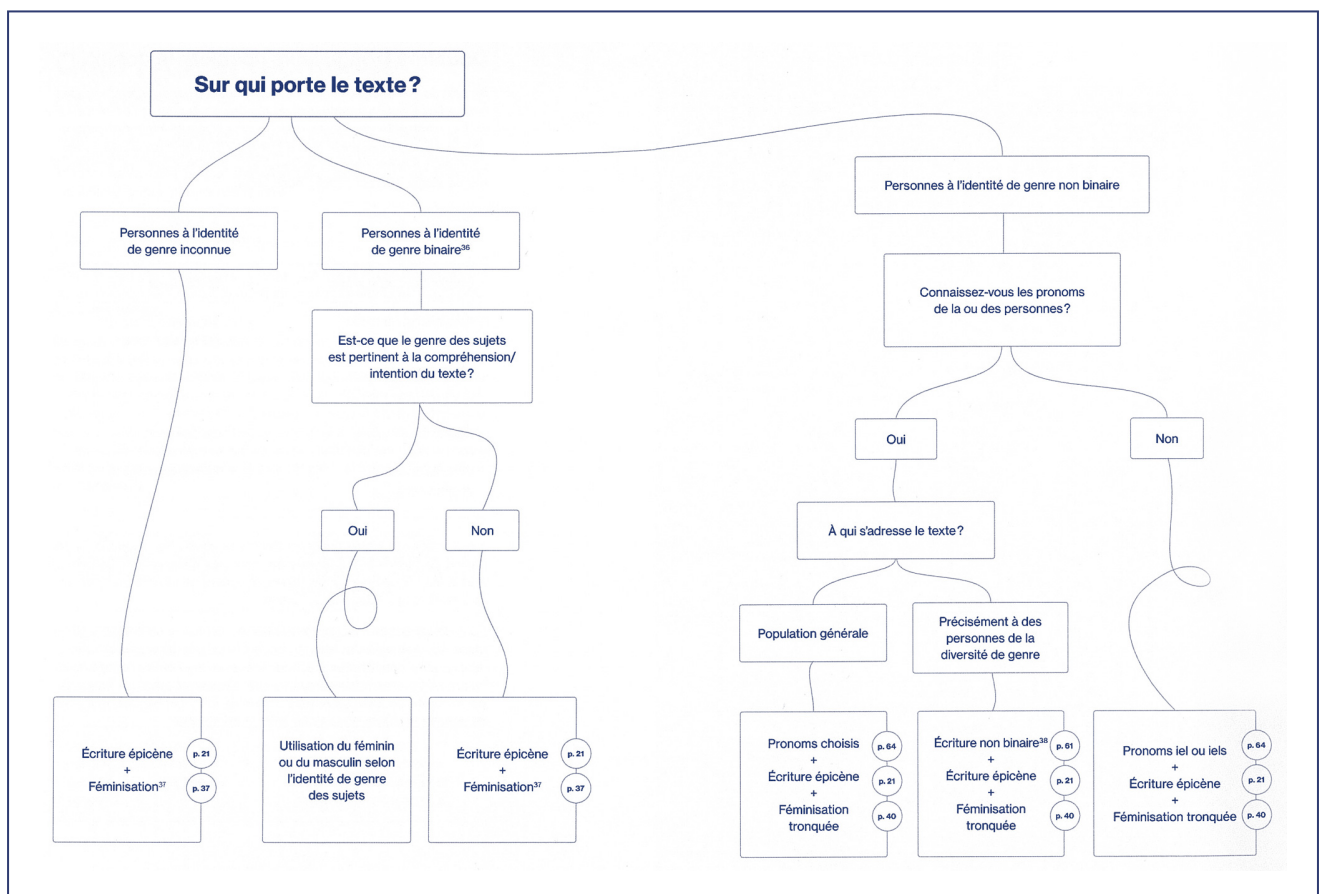 Sur qui porte le texte ?
Personnes à l'identité
de genre inconnue
Personnes à l'identité
de genre binaire³⁶
Est-ce que le genre des sujets
est pertinent à la compréhension/
intention du texte ?
Oui
Non
Écriture épicène
+
Féminisation³⁷
p. 21
p. 37
Utilisation du féminin
ou du masculin selon
l'identité de genre
des sujets
Écriture épicène
+
Féminisation³⁷
p. 21
p. 37
Personnes à l'identité de genre non binaire
Connaissez-vous les pronoms
de la ou des personnes ?
Oui
Non
À qui s'adresse le texte ?
Population générale
Précisément à des
personnes de la
diversité de genre
Pronoms choisis
+
Écriture épicène
+
Féminisation
tronquée
p. 64
p. 21
p. 40
Écriture non binaire³⁸
+
Écriture épicène
+
Féminisation
tronquée
p. 61
p. 21
p. 40
Pronoms iel ou iels
+
Écriture épicène
+
Féminisation tronquée
p. 64
p. 21
p. 40